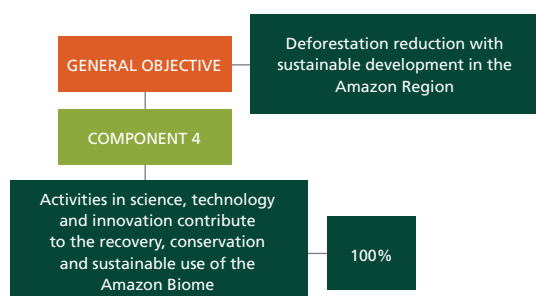 GENERAL OBJECTIVE
Deforestation reduction with
sustainable development in the
Amazon Region
COMPONENT 4
Activities in science, technology
and innovation contribute
to the recovery, conservation
and sustainable use of the
Amazon Biome
100%